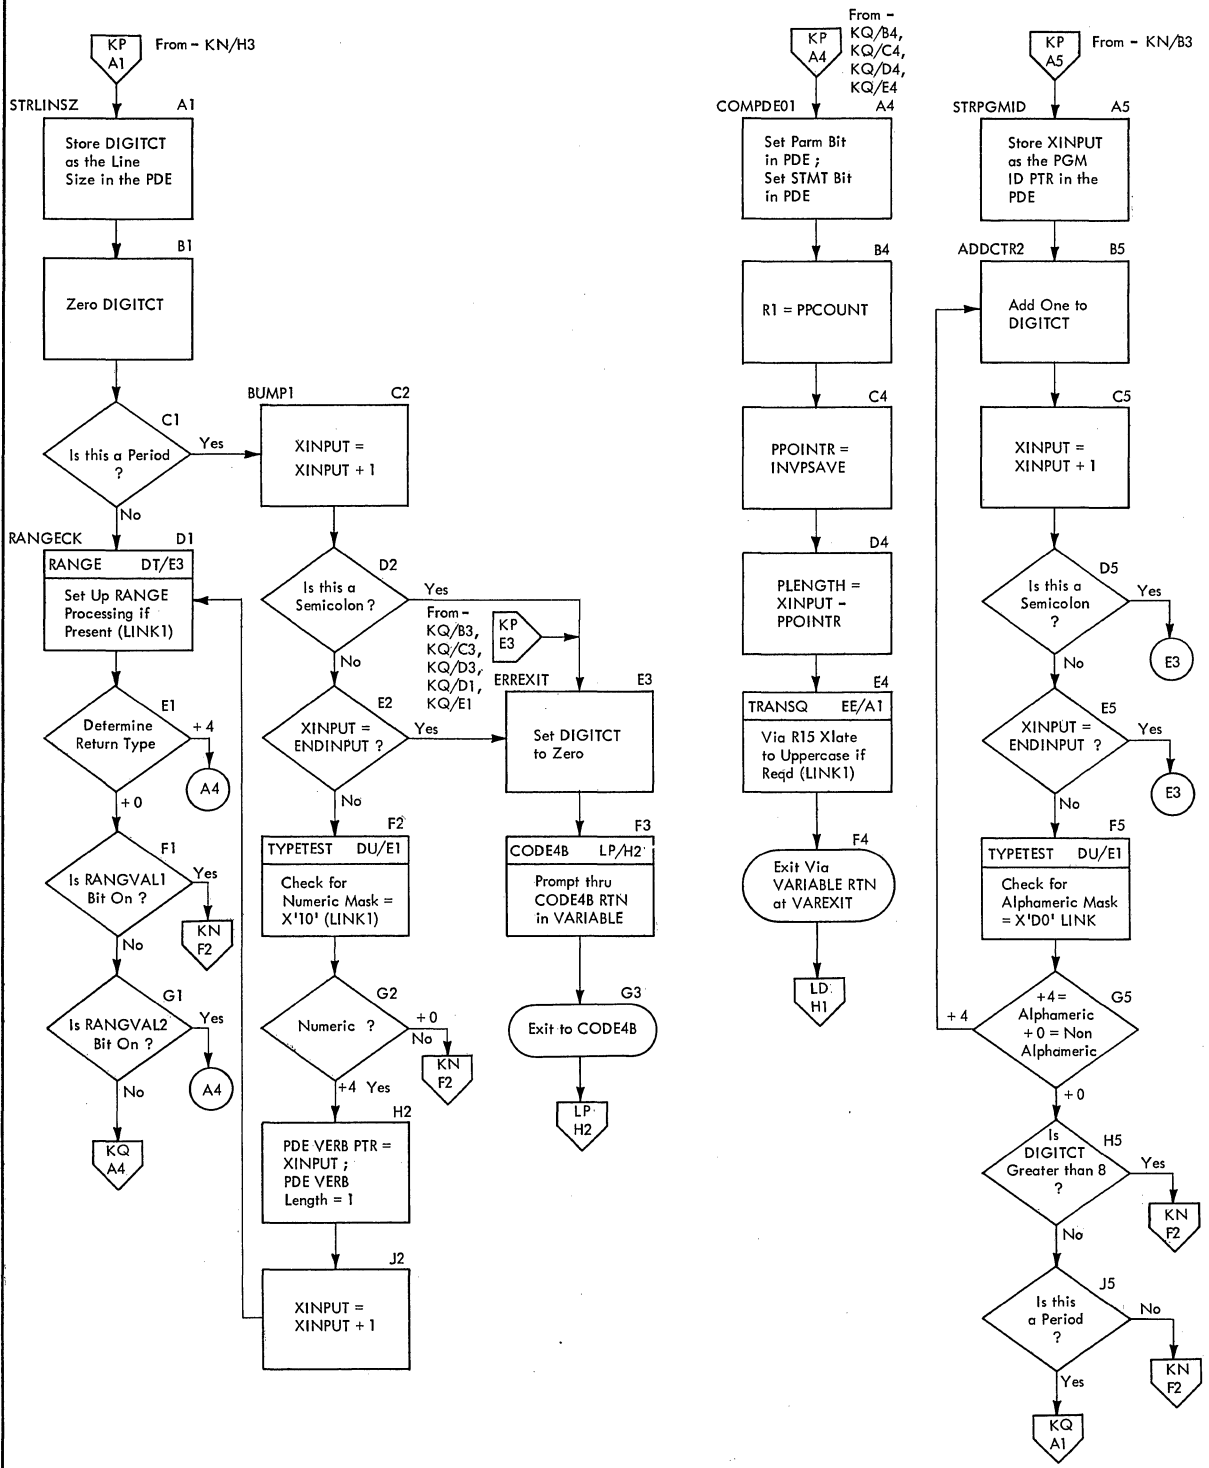 KP
A1
From - KN/H3
STRLINSZ
A1
Store DIGITCT
as the Line
Size in the PDE
B1
Zero DIGITCT
C1
Is this a Period
?
Yes
No
RANGECK
D1
RANGE DT/E3
Set Up RANGE
Processing if
Present (LINK1)
E1
Determine
Return Type
+ 4
A4
+ 0
F1
Is RANGVAL1
Bit On ?
Yes
KN
F2
No
G1
Is RANGVAL2
Bit On ?
Yes
A4
No
KQ
A4
BUMP1
C2
XINPUT =
XINPUT + 1
D2
Is this a
Semicolon ?
Yes
No
E2
XINPUT =
ENDINPUT ?
Yes
No
F2
TYPETEST DU/E1
Check for
Numeric Mask =
X'10' (LINK1)
G2
Numeric ?
+ 0
No
KN
F2
+4 Yes
H2
PDE VERB PTR =
XINPUT ;
PDE VERB
Length = 1
J2
XINPUT =
XINPUT + 1
From -
KQ/B3,
KQ/C3,
KQ/D3,
KQ/D1,
KQ/E1
KP
E3
ERREXIT
E3
Set DIGITCT
to Zero
F3
CODE4B LP/H2
Prompt thru
CODE4B RTN
in VARIABLE
G3
Exit to CODE4B
LP
H2
KP
A4
From -
KQ/B4,
KQ/C4,
KQ/D4,
KQ/E4
COMPDE01
A4
Set Parm Bit
in PDE ;
Set STMT Bit
in PDE
B4
R1 = PPCOUNT
C4
PPOINTR =
INVPSAVE
D4
PLENGTH =
XINPUT -
PPOINTR
E4
TRANSQ EE/A1
Via R15 Xlate
to Uppercase if
Reqd (LINK1)
F4
Exit Via
VARIABLE RTN
at VAREXIT
LD
H1
KP
A5
From - KN/B3
STRPGMID
A5
Store XINPUT
as the PGM
ID PTR in the
PDE
ADDCTR2
B5
Add One to
DIGITCT
C5
XINPUT =
XINPUT + 1
D5
Is this a
Semicolon
?
Yes
E3
No
E5
XINPUT =
ENDINPUT ?
Yes
E3
No
F5
TYPETEST DU/E1
Check for
Alphameric Mask
= X'D0' LINK
G5
+4 =
Alphameric
+ 0 = Non
Alphameric
+ 4
+ 0
H5
Is
DIGITCT
Greater than 8
?
Yes
KN
F2
No
J5
Is this
a Period
?
No
KN
F2
Yes
KQ
A1